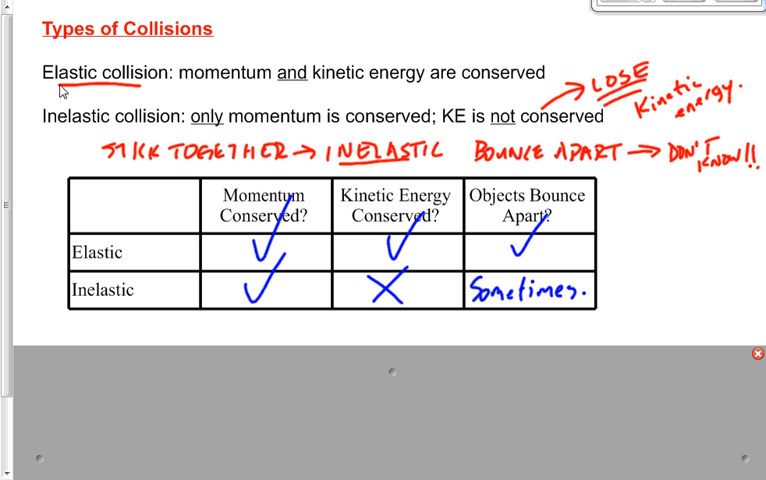 Types of Collisions
Elastic collision: momentum and kinetic energy are conserved
Inelastic collision: only momentum is conserved; KE is not conserved
LOSE
Kinetic
energy.
STICK TOGETHER → INELASTIC BOUNCE APART → DON'T
KNOW!!
Momentum Conserved? Kinetic Energy Conserved? Objects Bounce Apart?
Elastic ✓ ✓ ✓
Inelastic ✓ X Sometimes.